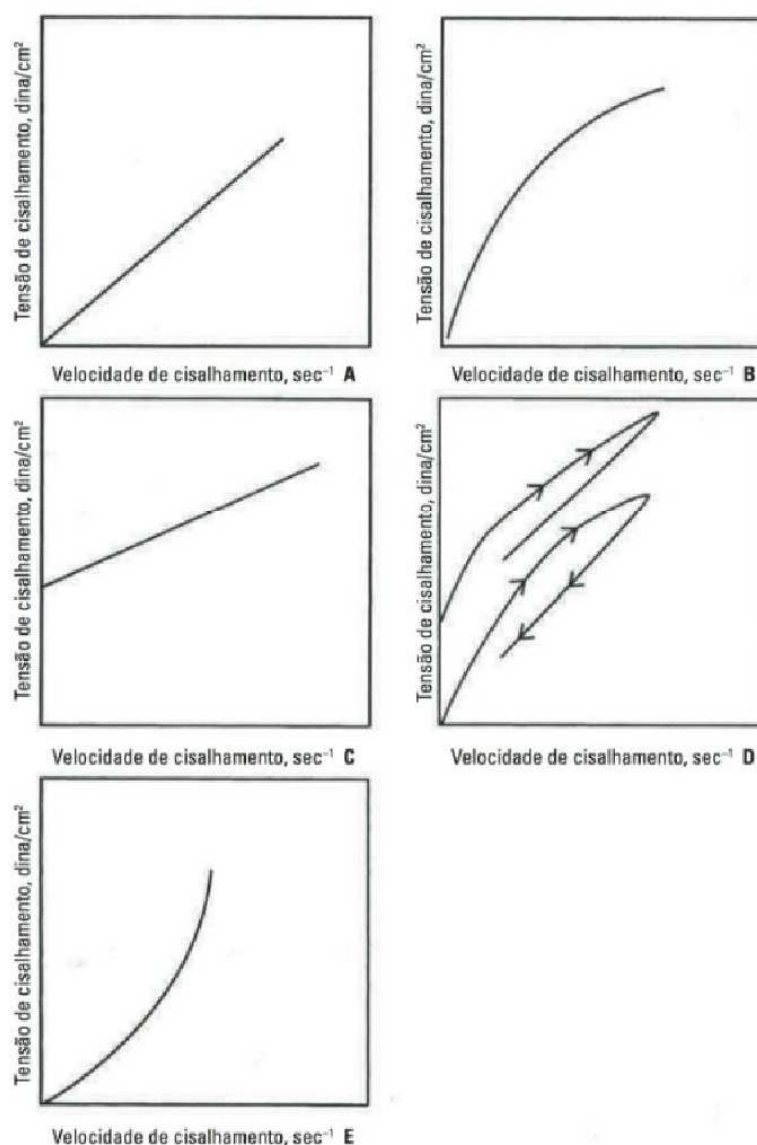 Tensão de cisalhamento, dina/cm²
Velocidade de cisalhamento, sec⁻¹ A
Tensão de cisalhamento, dina/cm²
Velocidade de cisalhamento, sec⁻¹ B
Tensão de cisalhamento, dina/cm²
Velocidade de cisalhamento, sec⁻¹ C
Tensão de cisalhamento, dina/cm²
Velocidade de cisalhamento, sec⁻¹ D
Tensão de cisalhamento, dina/cm²
Velocidade de cisalhamento, sec⁻¹ E